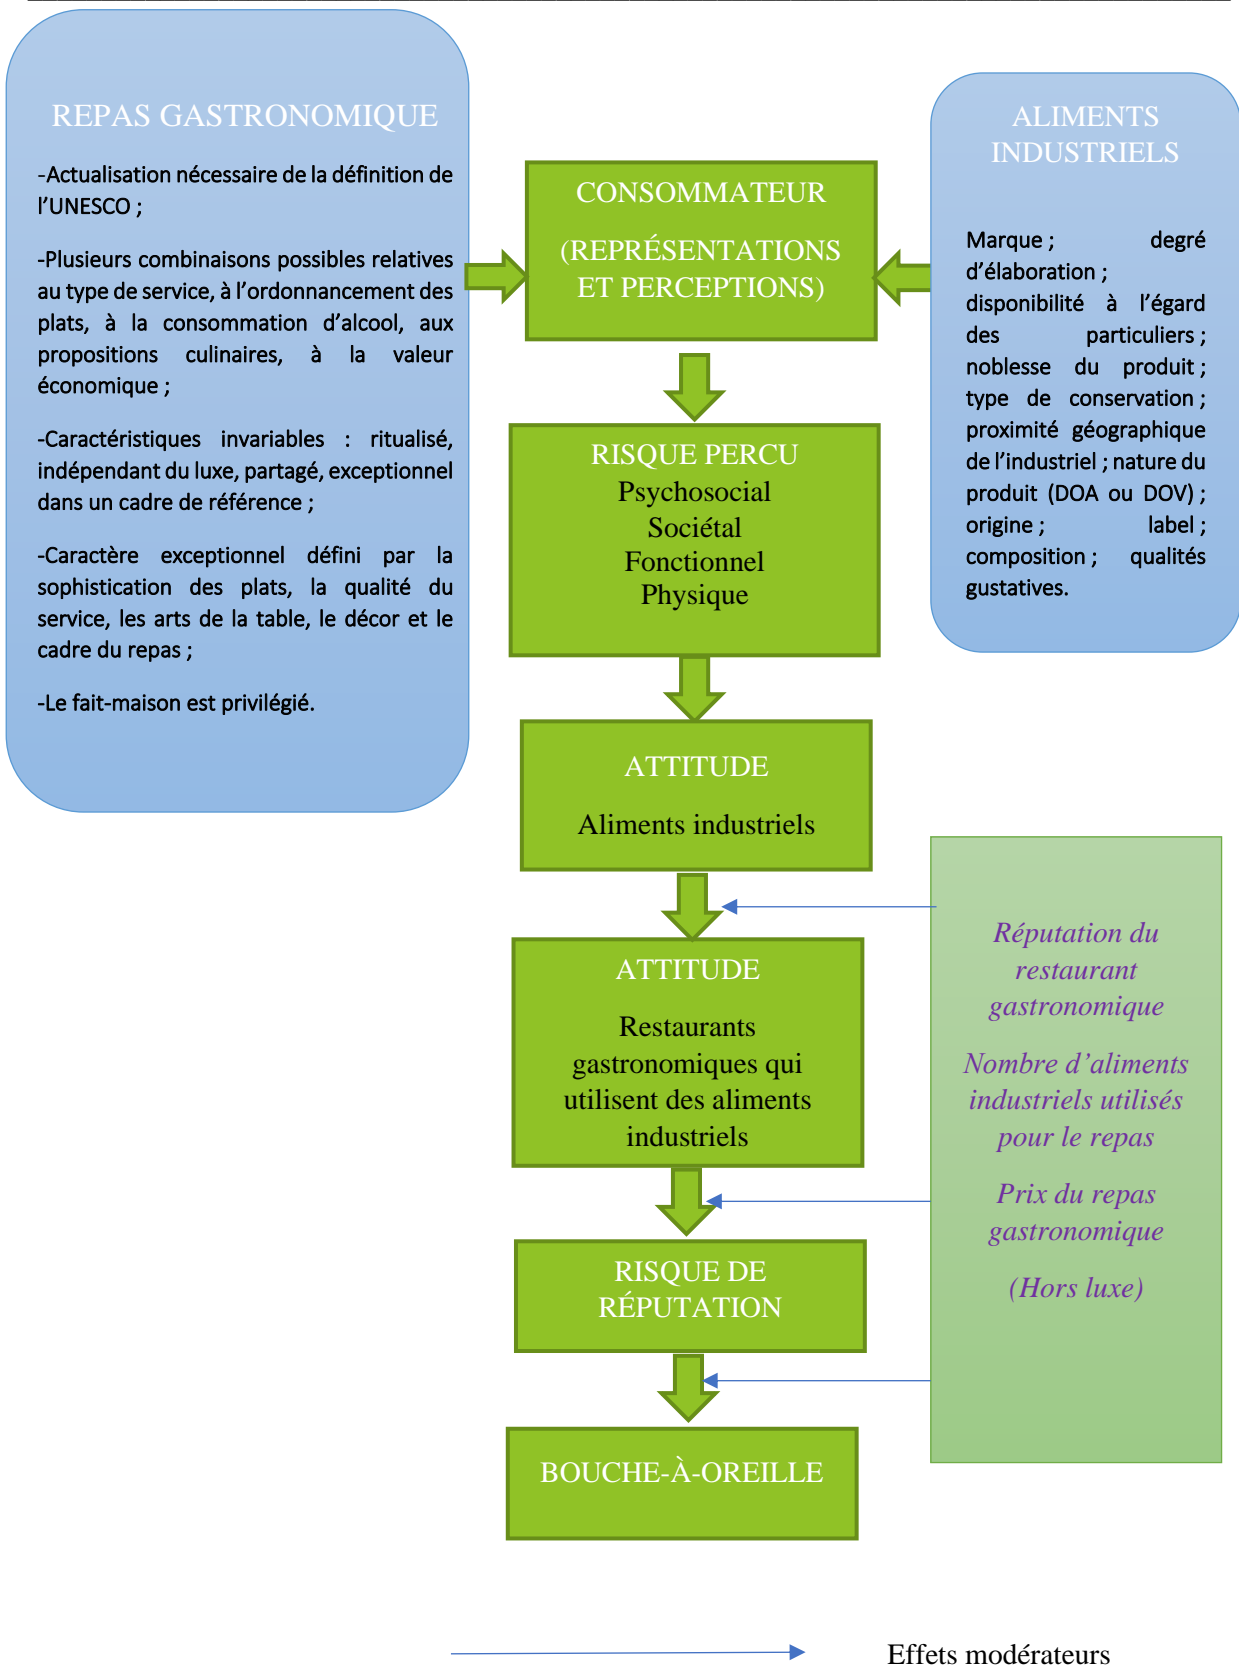 REPAS GASTRONOMIQUE
-Actualisation nécessaire de la définition de
l'UNESCO ;
-Plusieurs combinaisons possibles relatives
au type de service, à l'ordonnancement des
plats, à la consommation d'alcool, aux
propositions culinaires, à la valeur
économique ;
-Caractéristiques invariables : ritualisé,
indépendant du luxe, partagé, exceptionnel
dans un cadre de référence ;
-Caractère exceptionnel défini par la
sophistication des plats, la qualité du
service, les arts de la table, le décor et le
cadre du repas ;
-Le fait-maison est privilégié.
CONSOMMATEUR
(REPRÉSENTATIONS
ET PERCEPTIONS)
ALIMENTS
INDUSTRIELS
Marque ; degré
d'élaboration ;
disponibilité à l'égard
des particuliers ;
noblesse du produit ;
type de conservation ;
proximité géographique
de l'industriel ; nature du
produit (DOA ou DOV) ;
origine ; label ;
composition ; qualités
gustatives.
RISQUE PERCU
Psychosocial
Sociétal
Fonctionnel
Physique
ATTITUDE
Aliments industriels
ATTITUDE
Restaurants
gastronomiques qui
utilisent des aliments
industriels
Réputation du
restaurant
gastronomique
Nombre d'aliments
industriels utilisés
pour le repas
Prix du repas
gastronomique
(Hors luxe)
RISQUE DE
RÉPUTATION
BOUCHE-À-OREILLE
Effets modérateurs